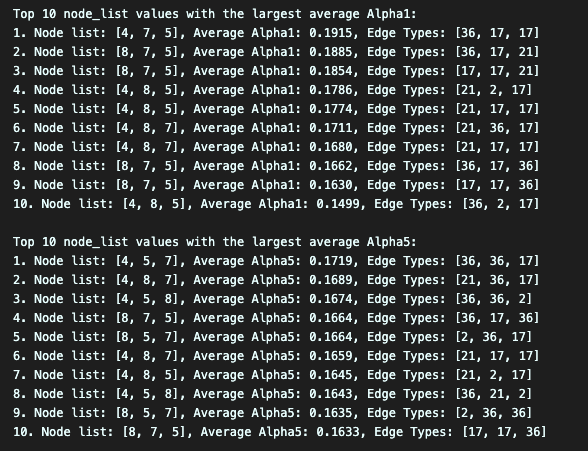 Top 10 node_list values with the largest average Alpha1:
1. Node list: [4, 7, 5], Average Alpha1: 0.1915, Edge Types: [36, 17, 17]
2. Node list: [8, 7, 5], Average Alpha1: 0.1885, Edge Types: [36, 17, 21]
3. Node list: [8, 7, 5], Average Alpha1: 0.1854, Edge Types: [17, 17, 21]
4. Node list: [4, 8, 5], Average Alpha1: 0.1786, Edge Types: [21, 2, 17]
5. Node list: [4, 8, 5], Average Alpha1: 0.1774, Edge Types: [21, 17, 17]
6. Node list: [4, 8, 7], Average Alpha1: 0.1711, Edge Types: [21, 36, 17]
7. Node list: [4, 8, 7], Average Alpha1: 0.1680, Edge Types: [21, 17, 17]
8. Node list: [8, 7, 5], Average Alpha1: 0.1662, Edge Types: [36, 17, 36]
9. Node list: [8, 7, 5], Average Alpha1: 0.1630, Edge Types: [17, 17, 36]
10. Node list: [4, 8, 5], Average Alpha1: 0.1499, Edge Types: [36, 2, 17]
Top 10 node_list values with the largest average Alpha5:
1. Node list: [4, 5, 7], Average Alpha5: 0.1719, Edge Types: [36, 36, 17]
2. Node list: [4, 8, 7], Average Alpha5: 0.1689, Edge Types: [21, 36, 17]
3. Node list: [4, 5, 8], Average Alpha5: 0.1674, Edge Types: [36, 36, 2]
4. Node list: [8, 7, 5], Average Alpha5: 0.1664, Edge Types: [36, 17, 36]
5. Node list: [8, 5, 7], Average Alpha5: 0.1664, Edge Types: [2, 36, 17]
6. Node list: [4, 8, 7], Average Alpha5: 0.1659, Edge Types: [21, 17, 17]
7. Node list: [4, 8, 5], Average Alpha5: 0.1645, Edge Types: [21, 2, 17]
8. Node list: [4, 5, 8], Average Alpha5: 0.1643, Edge Types: [36, 21, 2]
9. Node list: [8, 5, 7], Average Alpha5: 0.1635, Edge Types: [2, 36, 36]
10. Node list: [8, 7, 5], Average Alpha5: 0.1633, Edge Types: [17, 17, 36]